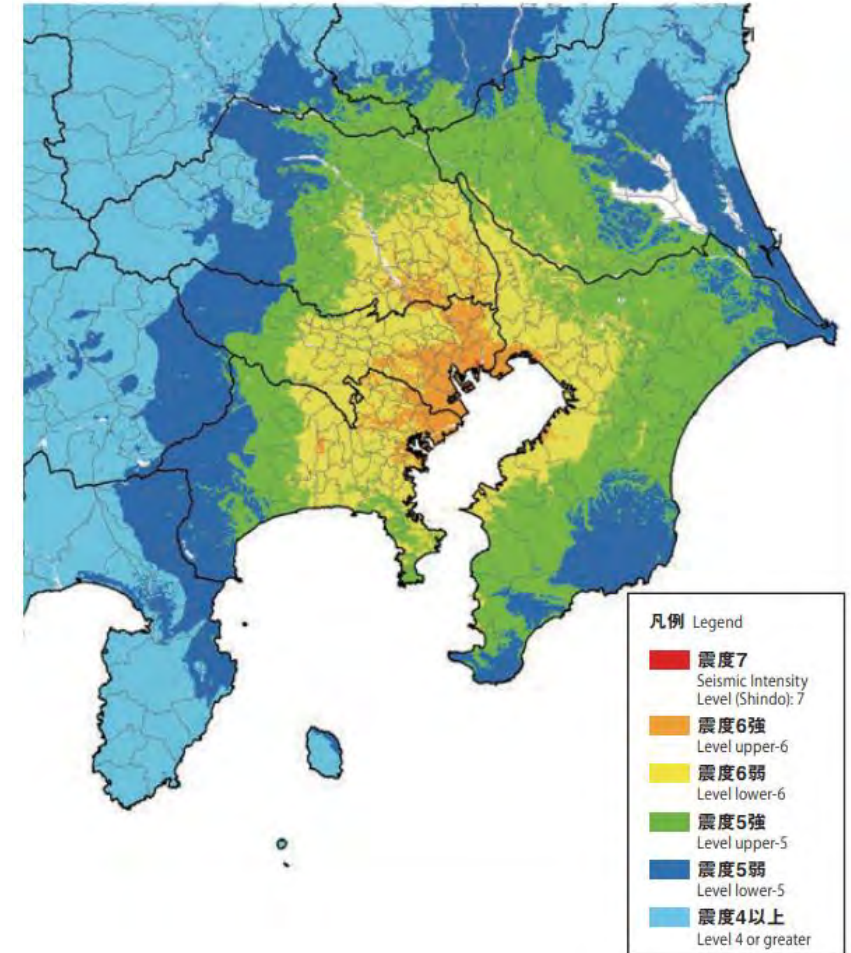 凡例 Legend
震度7
Seismic Intensity
Level (Shindo): 7
震度6強
Level upper-6
震度6弱
Level lower-6
震度5強
Level upper-5
震度5弱
Level lower-5
震度4以上
Level 4 or greater